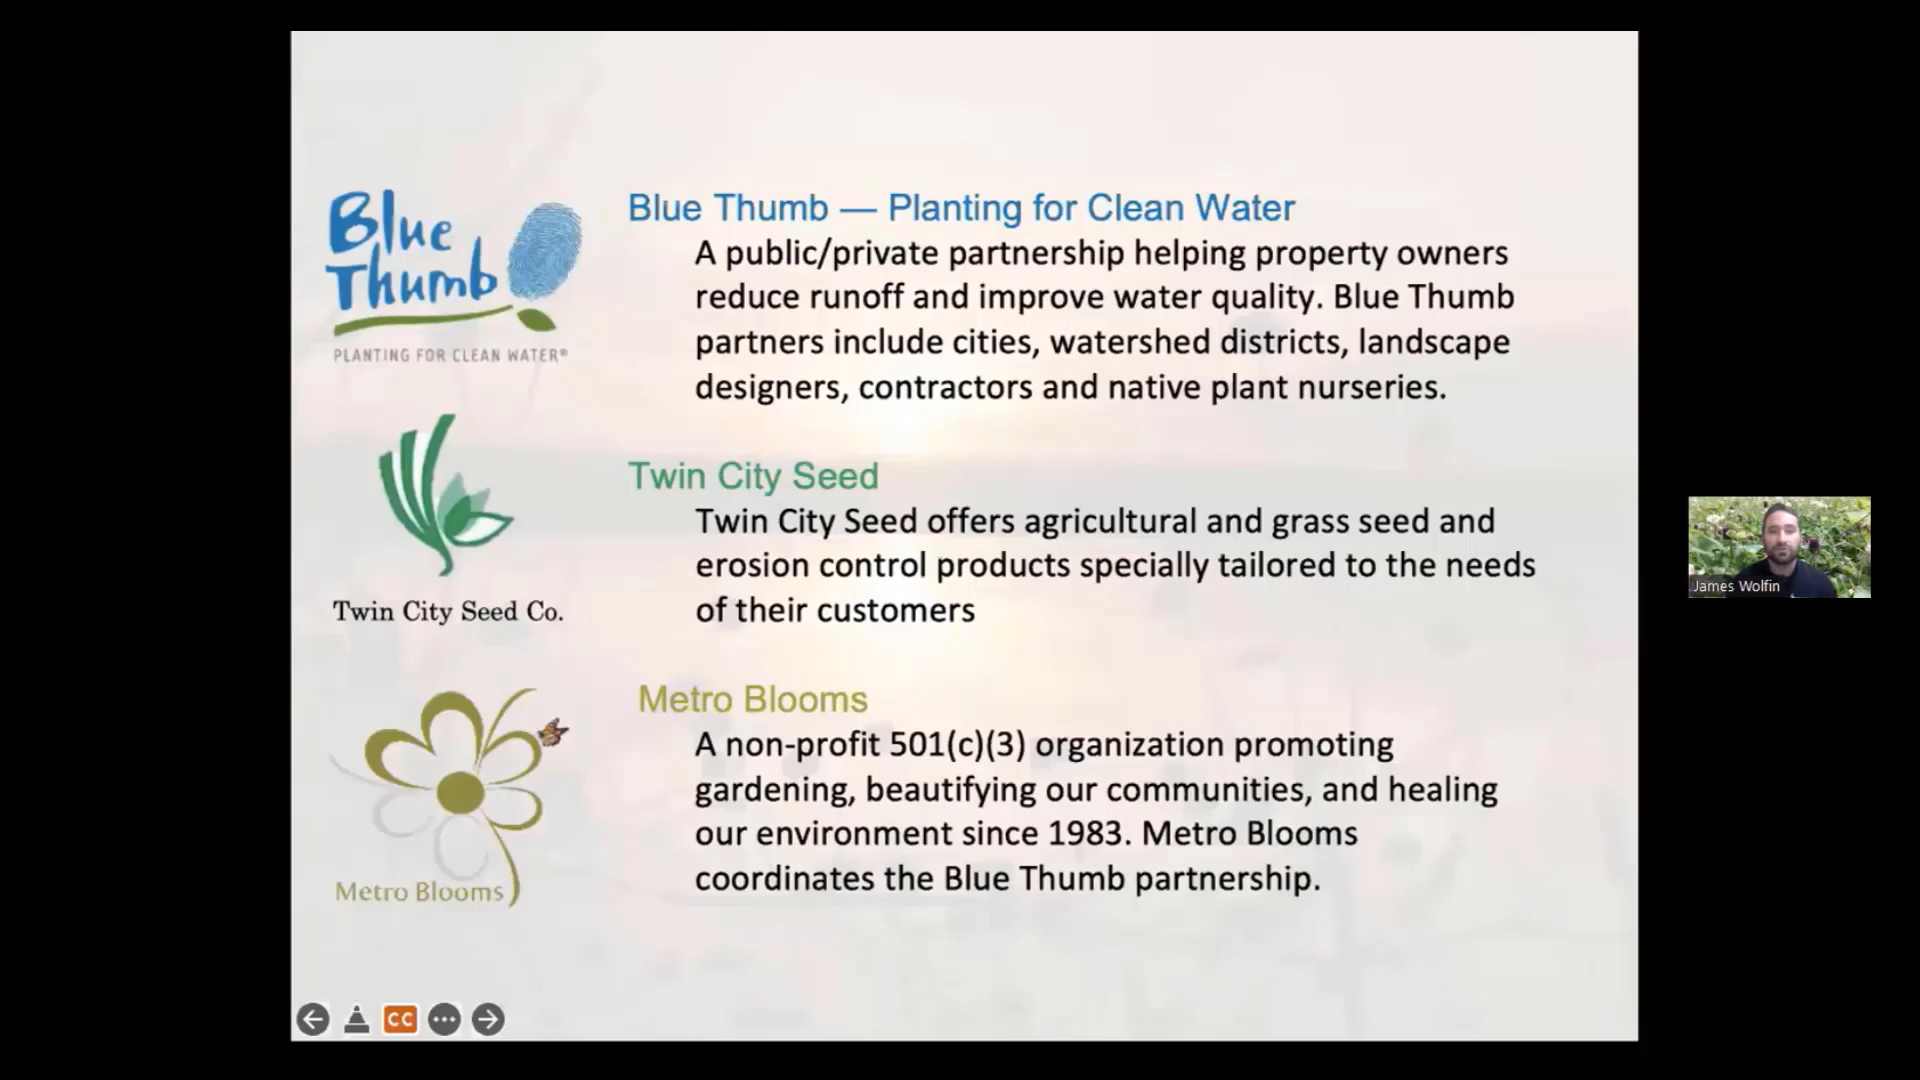 Blue
Thumb
PLANTING FOR CLEAN WATER®
Blue Thumb — Planting for Clean Water
A public/private partnership helping property owners
reduce runoff and improve water quality. Blue Thumb
partners include cities, watershed districts, landscape
designers, contractors and native plant nurseries.
Twin City Seed Co.
Twin City Seed
Twin City Seed offers agricultural and grass seed and
erosion control products specially tailored to the needs
of their customers
Metro Blooms
Metro Blooms
A non-profit 501(c)(3) organization promoting
gardening, beautifying our communities, and healing
our environment since 1983. Metro Blooms
coordinates the Blue Thumb partnership.
CC
James Wolfin